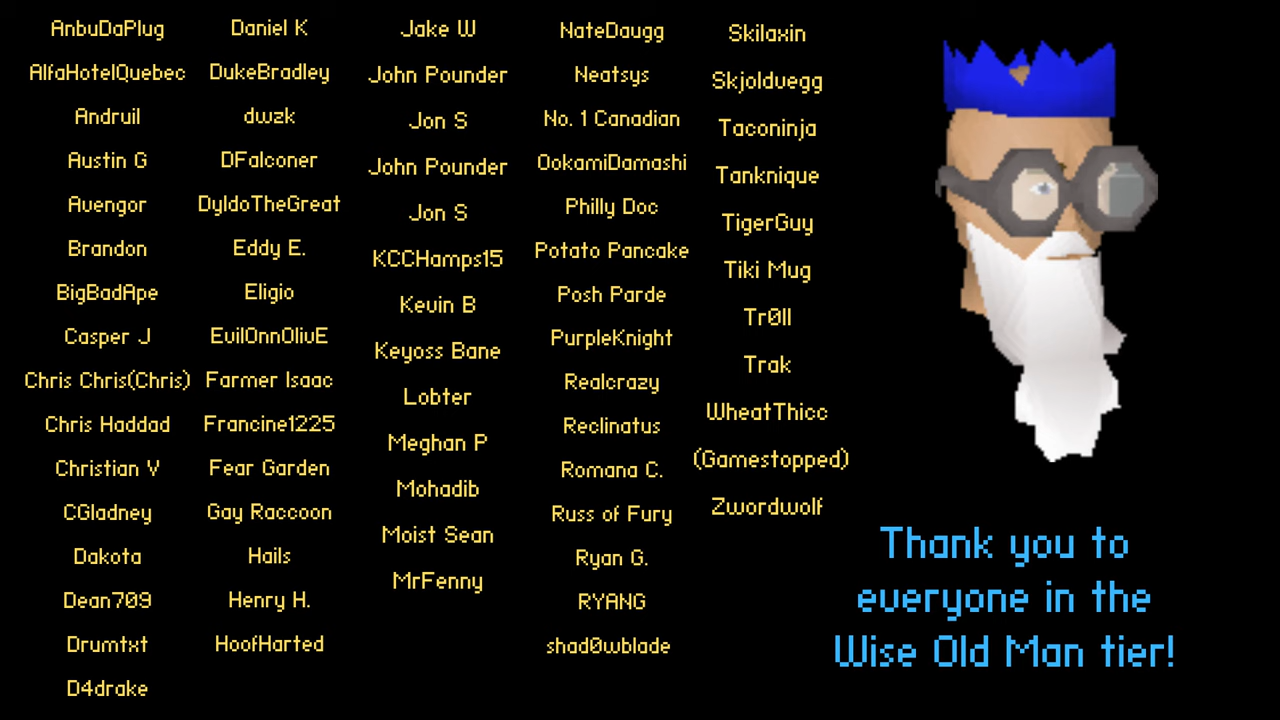 AnbuDaPlug
AlfaHotelQuebec
Andruil
Austin G
Avengor
Brandon
BigBadApe
Casper J
Chris Chris(Chris)
Chris Haddad
Christian V
CGladney
Dakota
Dean709
Drumtxt
D4drake
Daniel K
DukeBradley
dwzk
DFalconer
DyldoTheGreat
Eddy E.
Eligio
EvilOnnOlivE
Farmer Isaac
Francine1225
Fear Garden
Gay Raccoon
Hails
Henry H.
HoofHarted
Jake W
John Pounder
Jon S
John Pounder
Jon S
KCCHamps15
Kevin B
Keyoss Bane
Lobter
Meghan P
Mohadib
Moist Sean
MrFenny
NateDaugg
Neatsys
No. 1 Canadian
OokamiDamashi
Philly Doc
Potato Pancake
Posh Parde
PurpleKnight
Realcrazy
Reclinatus
Romana C.
Russ of Fury
Ryan G.
RYANG
shad0wblade
Skilaxin
Skjolduegg
Taconinja
Tanknique
TigerGuy
Tiki Mug
Tr0ll
Trak
WheatThicc
(Gamestopped)
Zwordwolf
Thank you to
everyone in the
Wise Old Man tier!